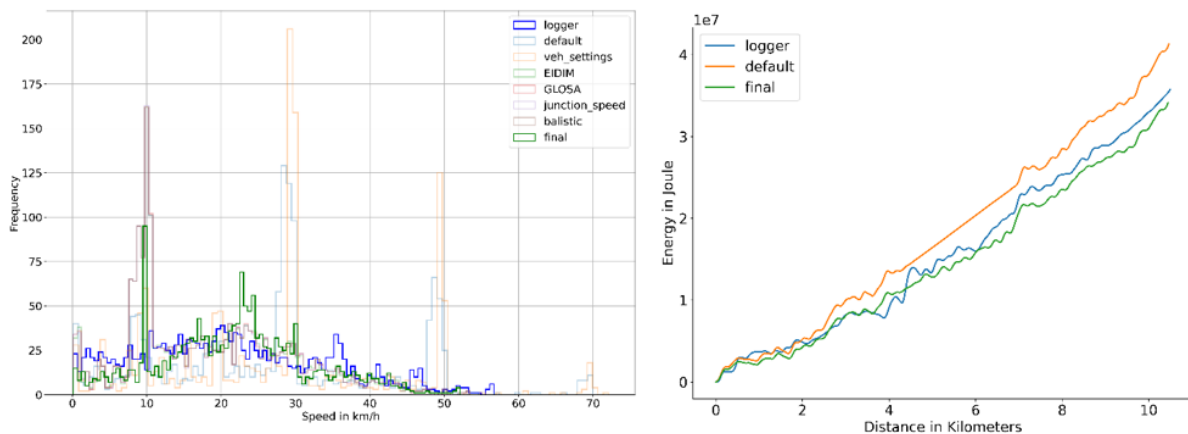 logger
default
veh_settings
EIDIM
GLOSA
junction_speed
balistic
final
Frequency
200
175
150
125
100
75
50
25
0
0 10 20 30 40 50 60 70
Speed in km/h
1e7
logger
default
final
Energy in Joule
4
3
2
1
0
0 2 4 6 8 10
Distance in Kilometers